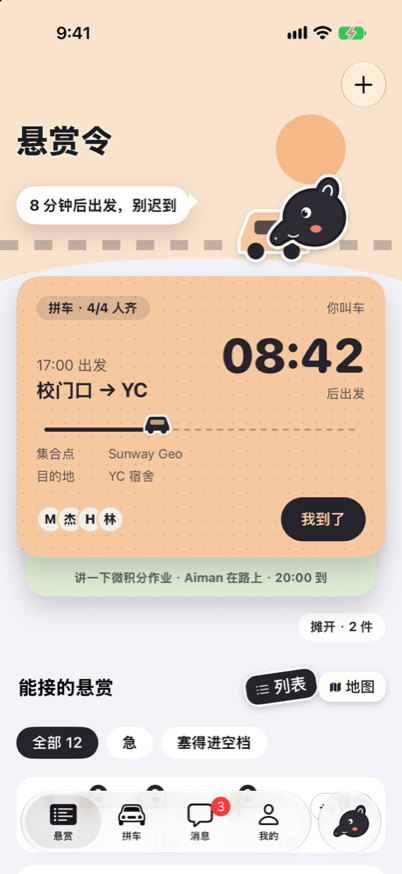 9:41
悬赏令
8 分钟后出发，别迟到
拼车 · 4/4 人齐
你叫车
17:00 出发
08:42
校门口 → YC
后出发
集合点 Sunway Geo
目的地 YC 宿舍
M 杰 H 林
我到了
讲一下微积分作业 · Aiman 在路上 · 20:00 到
摊开 · 2 件
能接的悬赏
列表
地图
全部 12
急
塞得进空档
3
悬赏
拼车
消息
我的